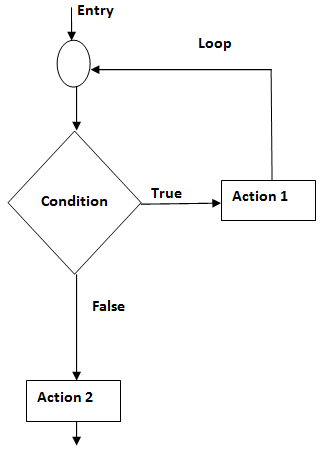 Entry
Loop
Condition
True
Action 1
False
Action 2